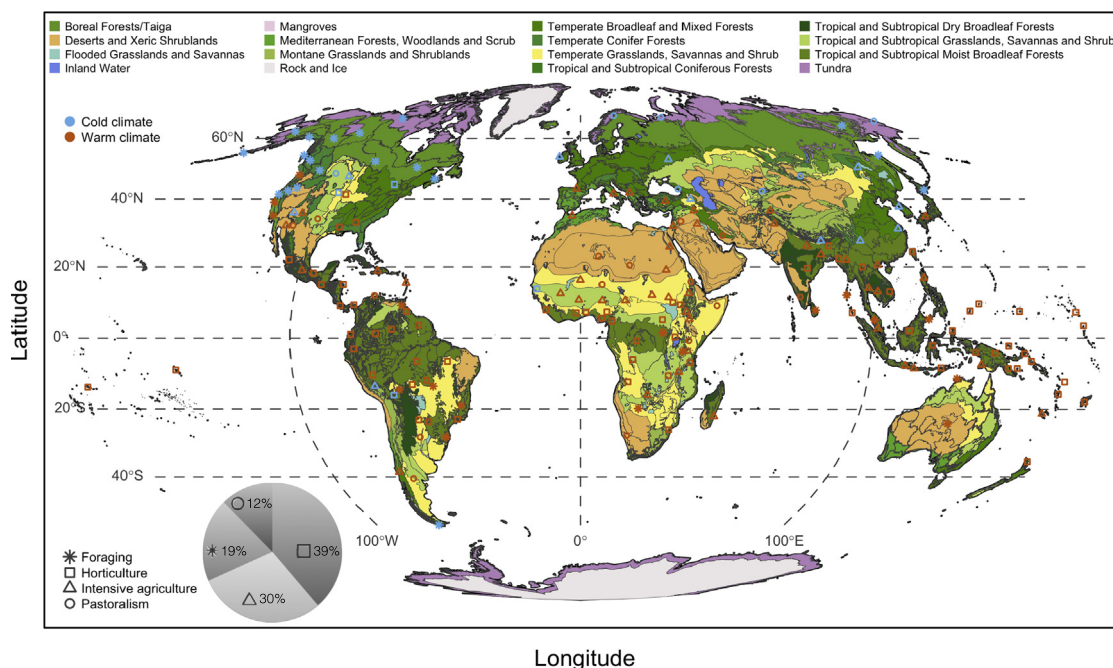 Boreal Forests/Taiga
Deserts and Xeric Shrublands
Flooded Grasslands and Savannas
Inland Water
Mangroves
Mediterranean Forests, Woodlands and Scrub
Montane Grasslands and Shrublands
Rock and Ice
Temperate Broadleaf and Mixed Forests
Temperate Conifer Forests
Temperate Grasslands, Savannas and Shrub
Tropical and Subtropical Coniferous Forests
Tropical and Subtropical Dry Broadleaf Forests
Tropical and Subtropical Grasslands, Savannas and Shrub
Tropical and Subtropical Moist Broadleaf Forests
Tundra
Cold climate
Warm climate
60°N
40°N
20°N
0°
20°S
40°S
Latitude
100°W
0°
100°E
12%
19%
39%
30%
Foraging
Horticulture
Intensive agriculture
Pastoralism
Longitude